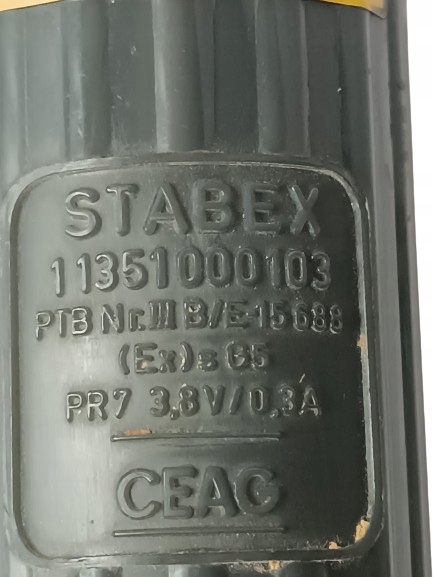 STABEX
11351000103
PTB Nr.III B/E-15688
(Ex)s G5
PR7 3,8V/0,3A
CEAG